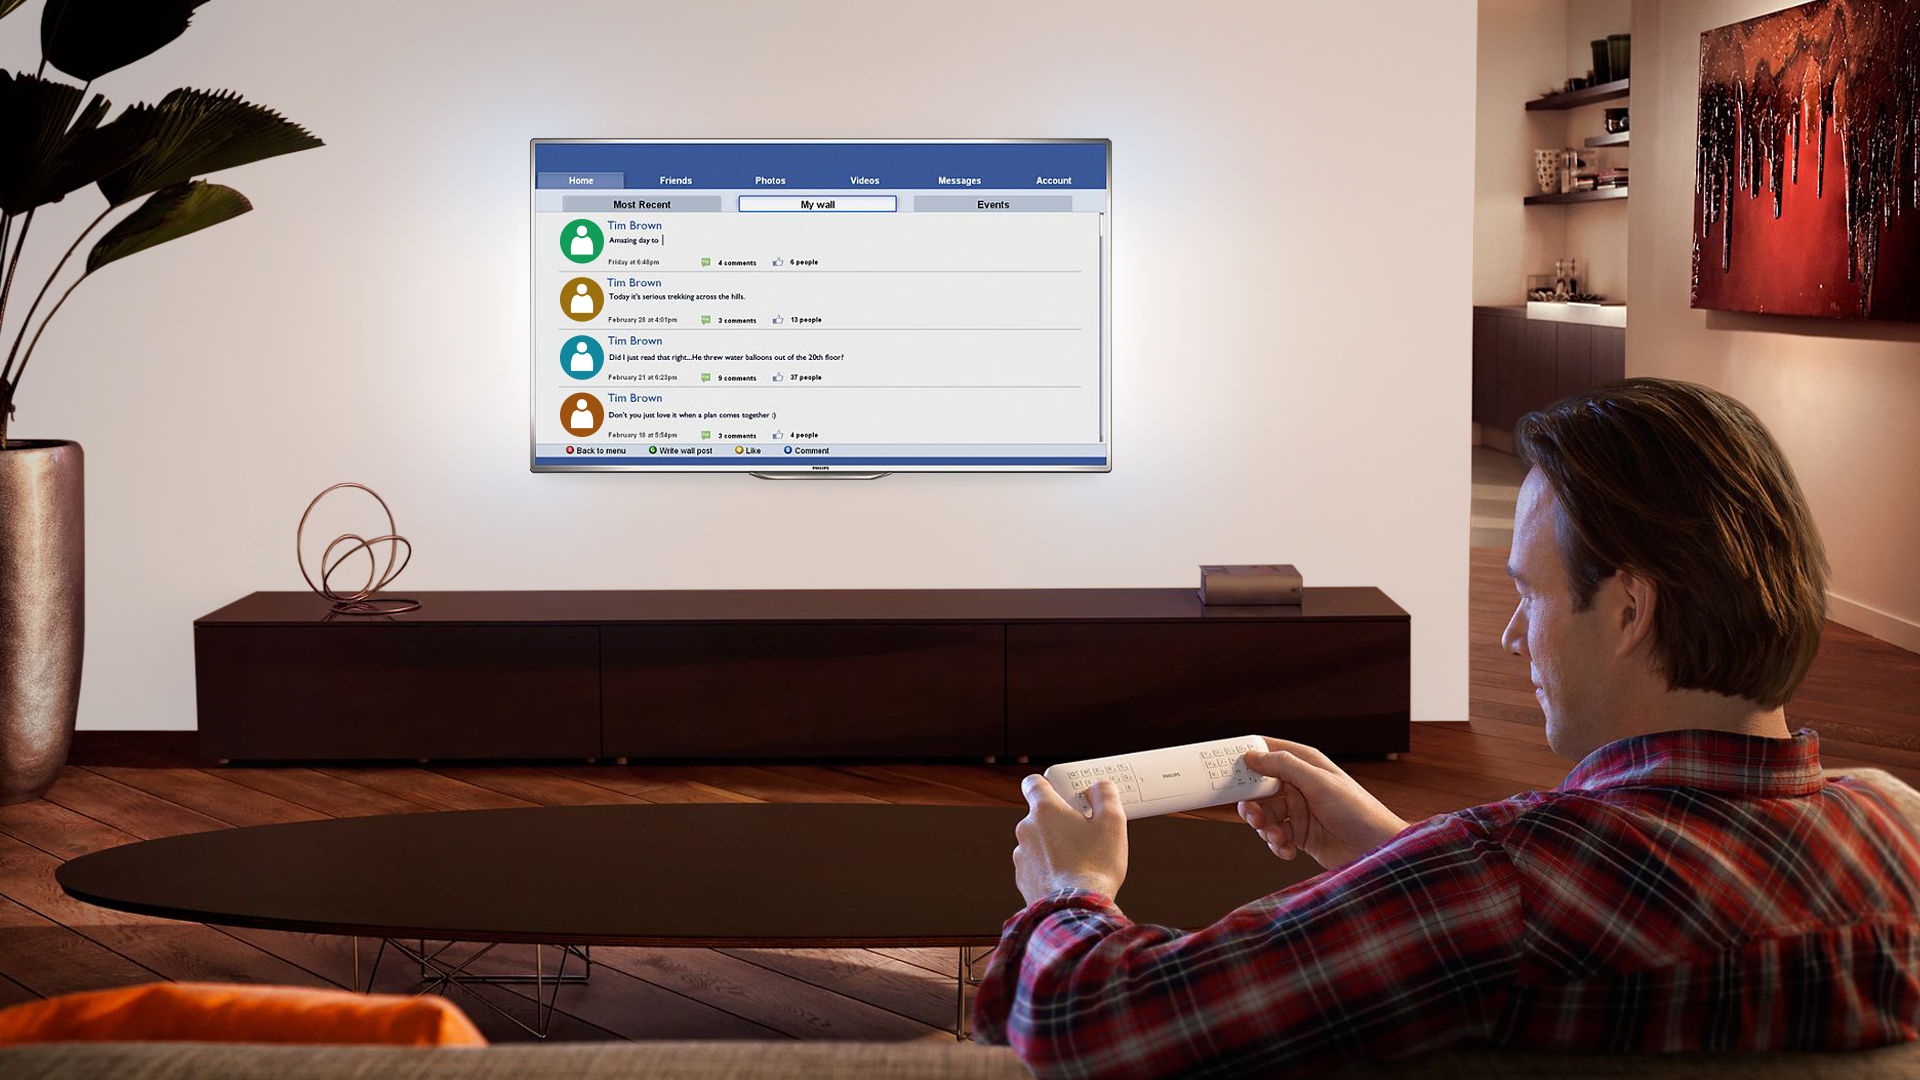 Home Friends Photos Videos Messages Account
Most Recent My wall Events
Tim Brown
Amazing day to
Friday at 6:48pm 4 comments 6 people
Tim Brown
Today it's serious trekking across the hills.
February 28 at 4:01pm 3 comments 13 people
Tim Brown
Did I just read that right...He threw water balloons out of the 20th floor?
February 21 at 6:23pm 9 comments 37 people
Tim Brown
Don't you just love it when a plan comes together :)
February 18 at 5:54pm 3 comments 4 people
Back to menu Write wall post Like Comment
PHILIPS
PHILIPS